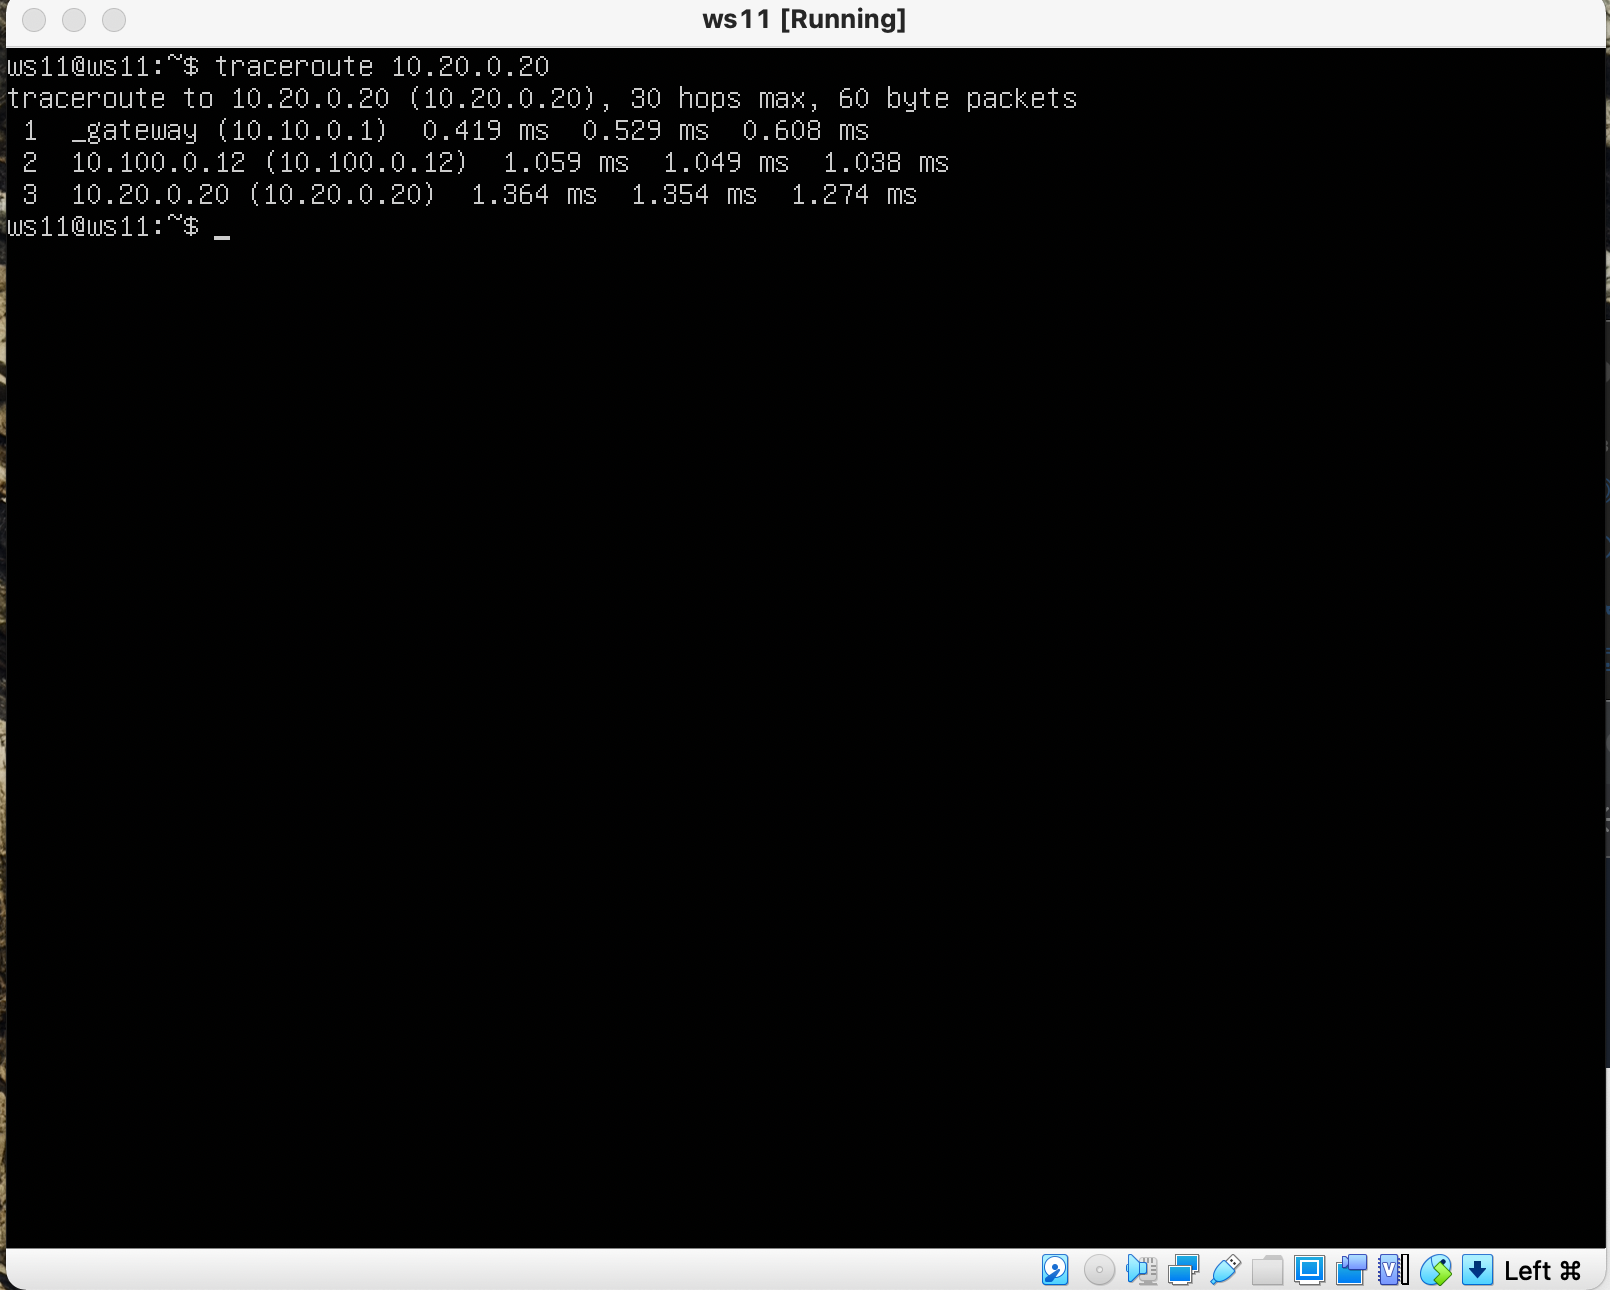 ws11 [Running]
ws11@ws11:~$ traceroute 10.20.0.20
traceroute to 10.20.0.20 (10.20.0.20), 30 hops max, 60 byte packets
 1  _gateway (10.10.0.1)  0.419 ms  0.529 ms  0.608 ms
 2  10.100.0.12 (10.100.0.12)  1.059 ms  1.049 ms  1.038 ms
 3  10.20.0.20 (10.20.0.20)  1.364 ms  1.354 ms  1.274 ms
ws11@ws11:~$ _
Left ⌘